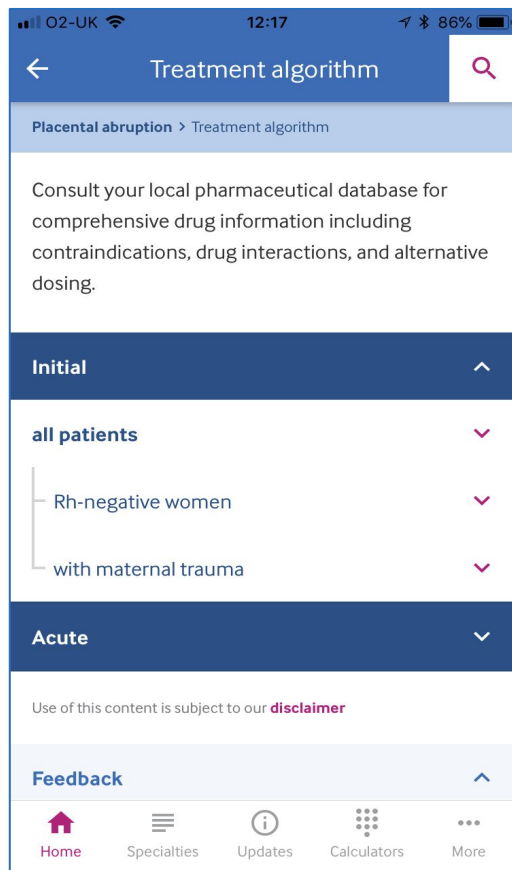 O2-UK 12:17 86%
Treatment algorithm
Placental abruption > Treatment algorithm
Consult your local pharmaceutical database for
comprehensive drug information including
contraindications, drug interactions, and alternative
dosing.
Initial
all patients
Rh-negative women
with maternal trauma
Acute
Use of this content is subject to our disclaimer
Feedback
Home Specialties Updates Calculators More